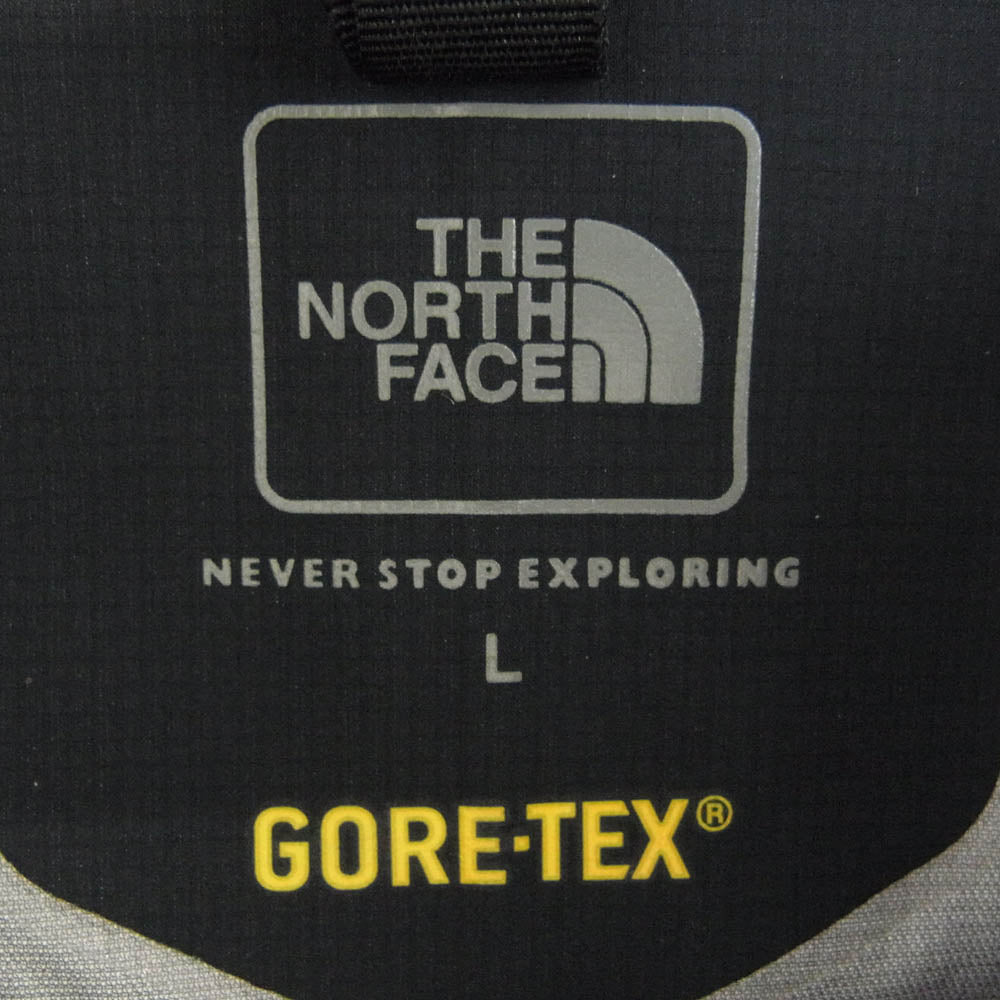 THE
NORTH
FACE
NEVER STOP EXPLORING
L
GORE-TEX®